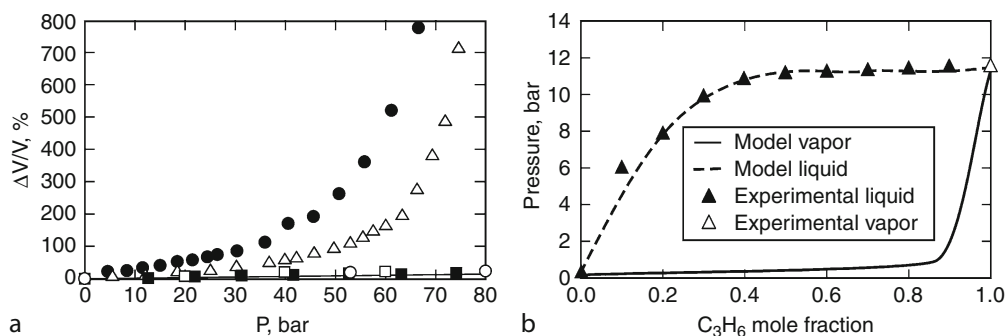 800
700
600
500
400
300
200
100
0
ΔV/V, %
0 10 20 30 40 50 60 70 80
P, bar
a
14
12
10
8
6
4
2
0
Pressure, bar
Model vapor
Model liquid
Experimental liquid
Experimental vapor
0.0 0.2 0.4 0.6 0.8 1.0
C₃H₆ mole fraction
b